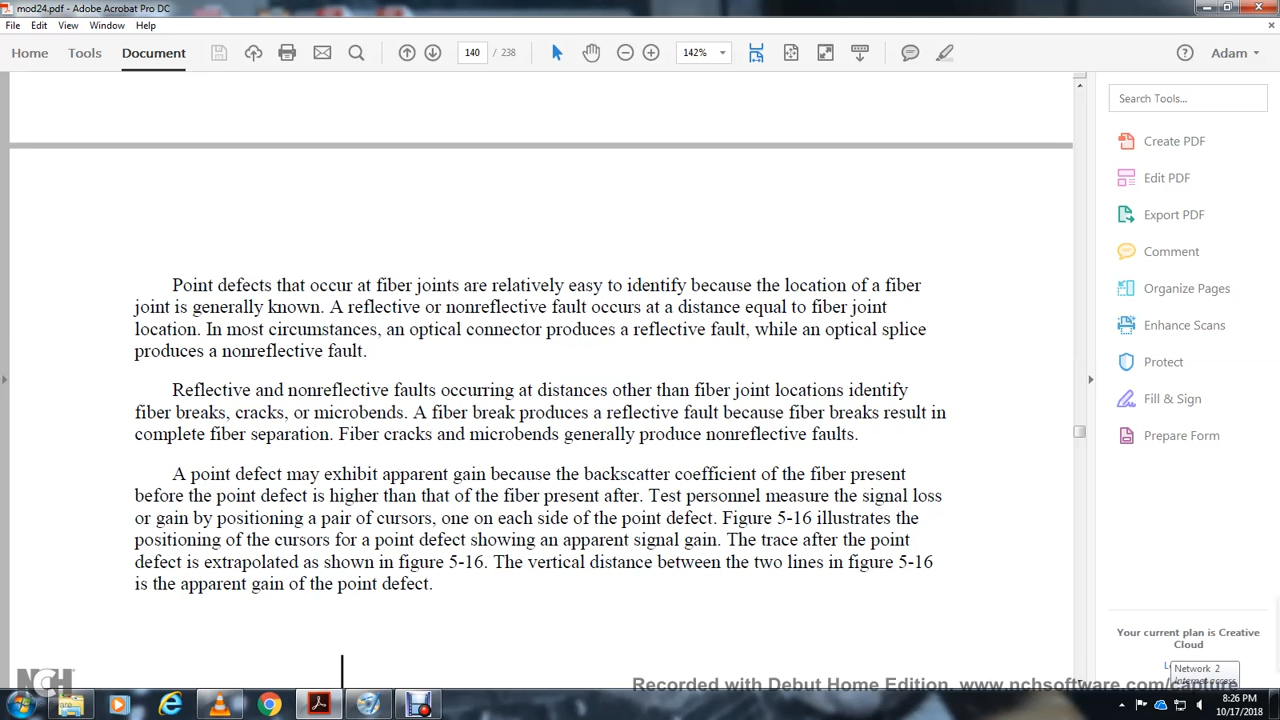 mod24.pdf - Adobe Acrobat Pro DC
File Edit View Window Help
Home Tools Document 140 / 238 142% Adam
Search Tools...
Create PDF
Edit PDF
Export PDF
Comment
Organize Pages
Enhance Scans
Protect
Fill & Sign
Prepare Form
Point defects that occur at fiber joints are relatively easy to identify because the location of a fiber
joint is generally known. A reflective or nonreflective fault occurs at a distance equal to fiber joint
location. In most circumstances, an optical connector produces a reflective fault, while an optical splice
produces a nonreflective fault.
Reflective and nonreflective faults occurring at distances other than fiber joint locations identify
fiber breaks, cracks, or microbends. A fiber break produces a reflective fault because fiber breaks result in
complete fiber separation. Fiber cracks and microbends generally produce nonreflective faults.
A point defect may exhibit apparent gain because the backscatter coefficient of the fiber present
before the point defect is higher than that of the fiber present after. Test personnel measure the signal loss
or gain by positioning a pair of cursors, one on each side of the point defect. Figure 5-16 illustrates the
positioning of the cursors for a point defect showing an apparent signal gain. The trace after the point
defect is extrapolated as shown in figure 5-16. The vertical distance between the two lines in figure 5-16
is the apparent gain of the point defect.
Your current plan is Creative
Cloud
Network 2
Internet access
NCH
Recorded with Debut Home Edition. www.nchsoftware.com/capture
8:26 PM
10/17/2018